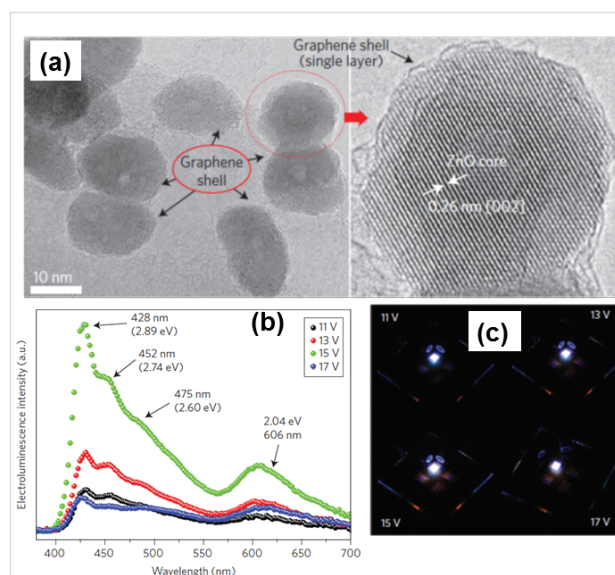 (a)
Graphene shell
(single layer)
Graphene
shell
ZnO core
0.26 nm [002]
10 nm
(b)
428 nm
(2.89 eV)
452 nm
(2.74 eV)
475 nm
(2.60 eV)
2.04 eV
606 nm
11 V
13 V
15 V
17 V
Electroluminescence intensity (a.u.)
400 450 500 550 600 650 700
Wavelength (nm)
(c)
11 V
13 V
15 V
17 V